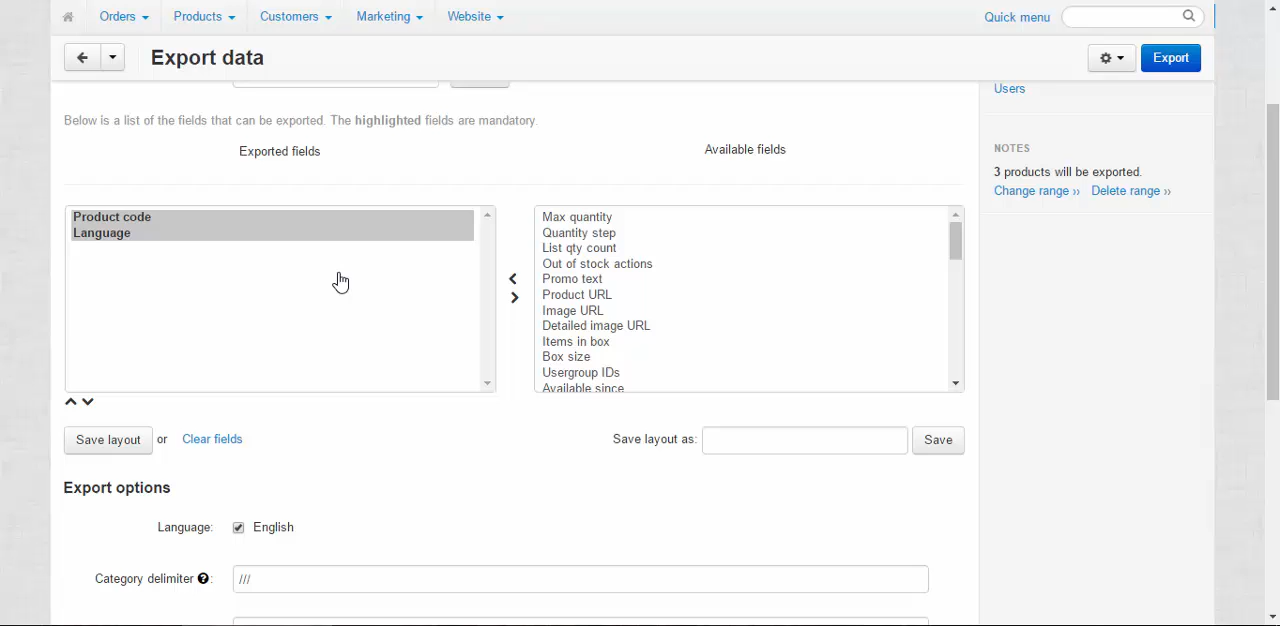 Orders Products Customers Marketing Website Quick menu
Export data Export
Users
Below is a list of the fields that can be exported. The highlighted fields are mandatory.
Exported fields
Available fields
NOTES
3 products will be exported.
Change range ›› Delete range ››
Product code
Language
Max quantity
Quantity step
List qty count
Out of stock actions
Promo text
Product URL
Image URL
Detailed image URL
Items in box
Box size
Usergroup IDs
Available since
Save layout or Clear fields
Save layout as: Save
Export options
Language: English
Category delimiter ? : ///